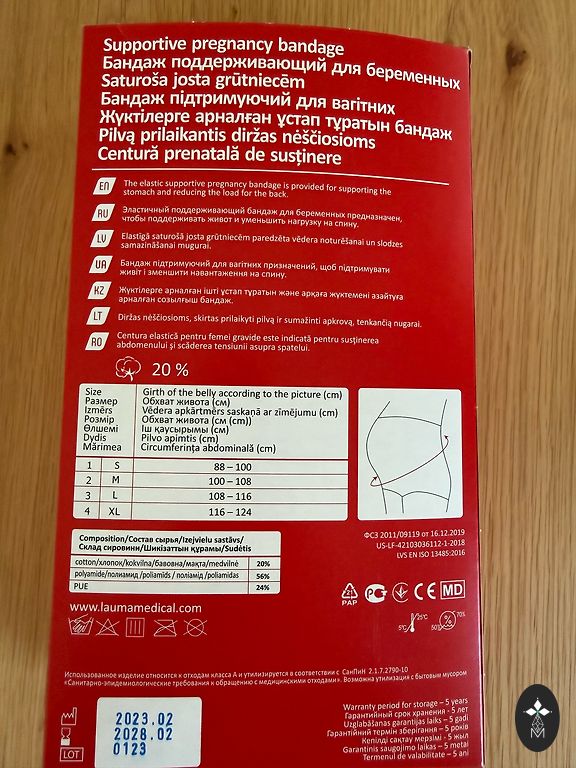 Supportive pregnancy bandage
Бандаж поддерживающий для беременных
Saturoša josta grūtniecēm
Бандаж підтримуючий для вагітних
Жүктілерге арналған ұстап тұратын бандаж
Pilvą prilaikantis diržas nėščiosioms
Centură prenatală de susținere
EN The elastic supportive pregnancy bandage is provided for supporting the
stomach and reducing the load for the back.
RU Эластичный поддерживающий бандаж для беременных предназначен,
чтобы поддерживать живот и уменьшить нагрузку на спину.
LV Elastīgā saturošā josta grūtniecēm paredzēta vēdera noturēšanai un slodzes
samazināšanai mugurai.
UA Бандаж підтримуючий для вагітних призначений, щоб підтримувати
живіт і зменшити навантаження на спину.
KZ Жүктілерге арналған ішті ұстап тұратын және арқаға жүктемені азайтуға
арналған созылғыш бандаж.
LT Diržas nėščiosioms, skirtas prilaikyti pilvą ir sumažinti apkrovą, tenkančią nugarai.
RO Centura elastică pentru femei gravide este indicată pentru susținerea
abdomenului și scăderea tensiunii asupra spatelui.
20 %
Size Girth of the belly according to the picture (cm)
Размер Обхват живота (см)
Izmērs Vēdera apkārtmērs saskaņā ar zīmējumu (cm)
Розмір Обхват живота (см (cm))
Өлшемі Іш қаусырымы (см)
Dydis Pilvo apimtis (cm)
Mărimea Circumferința abdominală (cm)
1 S 88 – 100
2 M 100 – 108
3 L 108 – 116
4 XL 116 – 124
ФСЗ 2011/09119 от 16.12.2019
US-LF-42103036112-1-2018
LVS EN ISO 13485:2016
Composition/Состав сырья/Izejvielu sastāvs/
Склад сировини/Шикізаттың құрамы/Sudėtis
cotton/хлопок/kokvilna/бавовна/мақта/medvilnė 20%
polyamide/полиамид/poliamīds / поліамід /poliamidas 56%
PUE 24%
www.laumamedical.com
21
PAP
CE
MD
5°C 25°C
50% 70%
Использованное изделие относится к отходам класса А и утилизируется в соответствии с СанПиН 2.1.7.2790-10
«Санитарно-эпидемиологические требования к обращению с медицинскими отходами». Возможна утилизация с бытовым мусором
2023.02
2028.02
LOT 0123
Warranty period for storage – 5 years
Гарантийный срок хранения - 5 лет
Uzglabāšanas garantijas laiks – 5 gadi
Гарантійний термін зберігання – 5 років
Кепілді сақтау мерзімі - 5 жыл
Garantinis saugojimo laikas – 5 metai
Termenul de valabilitate – 5 ani
M